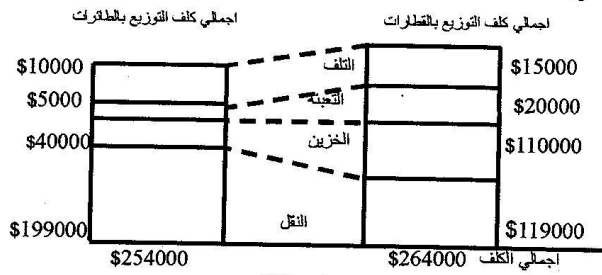 اجمالي كلف التوزيع بالقطارات
اجمالي كلف التوزيع بالطائرات
$15000
التلف
$10000
$20000
التعبئه
$5000
$110000
الخزين
$40000
$119000
النقل
$199000
اجمالي الكلف
$264000
$254000